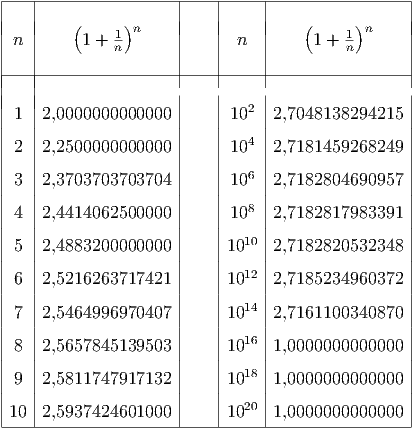 n (1 + 1/n)^n n (1 + 1/n)^n
1 2,0000000000000 10^2 2,7048138294215
2 2,2500000000000 10^4 2,7181459268249
3 2,3703703703704 10^6 2,7182804690957
4 2,4414062500000 10^8 2,7182817983391
5 2,4883200000000 10^10 2,7182820532348
6 2,5216263717421 10^12 2,7185234960372
7 2,5464996970407 10^14 2,7161100340870
8 2,5657845139503 10^16 1,0000000000000
9 2,5811747917132 10^18 1,0000000000000
10 2,5937424601000 10^20 1,0000000000000